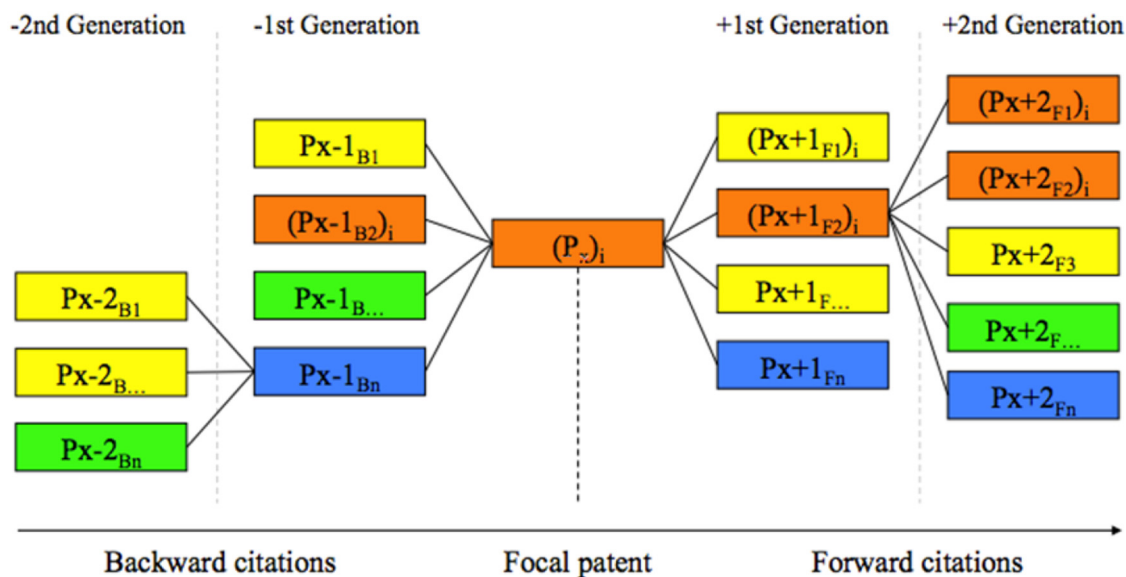 -2nd Generation
-1st Generation
+1st Generation
+2nd Generation
Px-2B1
Px-2B...
Px-2Bn
Px-1B1
(Px-1B2)i
Px-1B...
Px-1Bn
(Px)i
(Px+1F1)i
(Px+1F2)i
Px+1F...
Px+1Fn
(Px+2F1)i
(Px+2F2)i
Px+2F3
Px+2F...
Px+2Fn
Backward citations
Focal patent
Forward citations